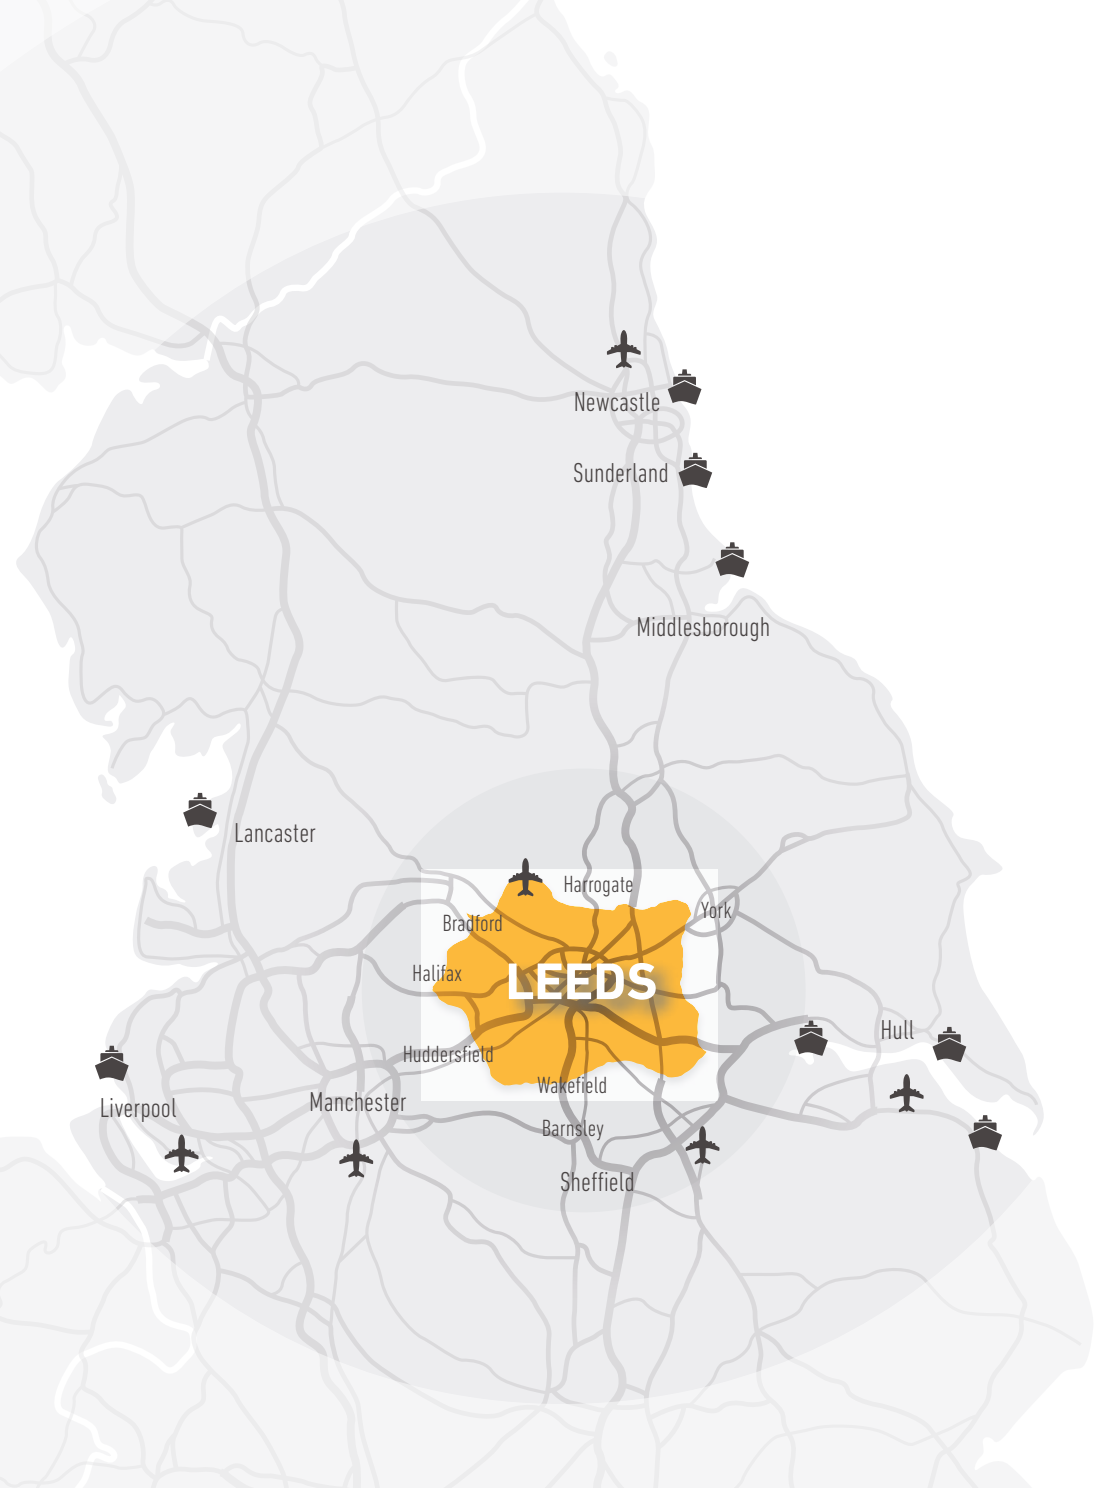 Newcastle
Sunderland
Middlesborough
Lancaster
Harrogate
York
Bradford
Halifax
LEEDS
Hull
Huddersfield
Wakefield
Liverpool
Manchester
Barnsley
Sheffield